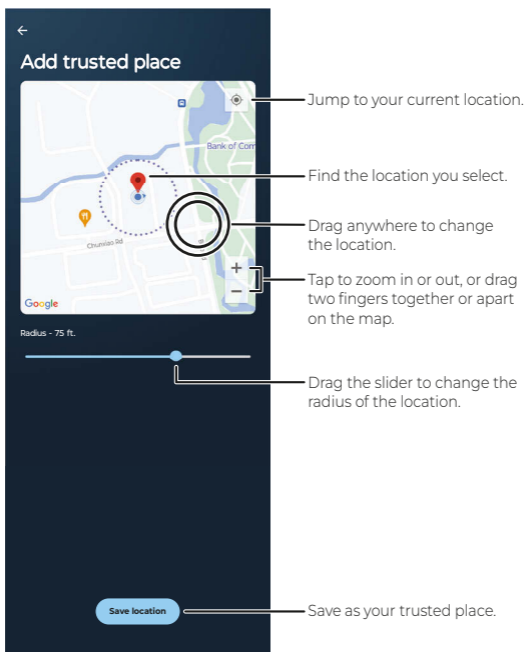 Add trusted place
Jump to your current location.
Bank of Com
Find the location you select.
Drag anywhere to change
the location.
Chunxiao Rd
Tap to zoom in or out, or drag
two fingers together or apart
on the map.
Google
Radius - 75 ft.
Drag the slider to change the
radius of the location.
Save location
Save as your trusted place.